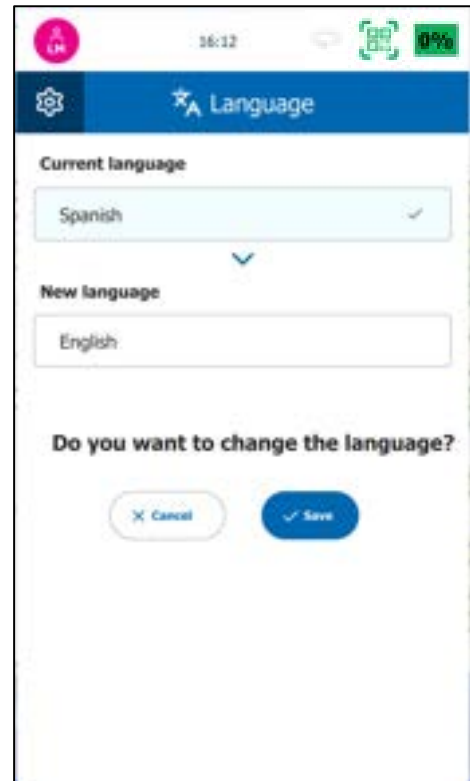 LM
16:12
0%
Language
Current language
Spanish
New language
English
Do you want to change the language?
Cancel
Save